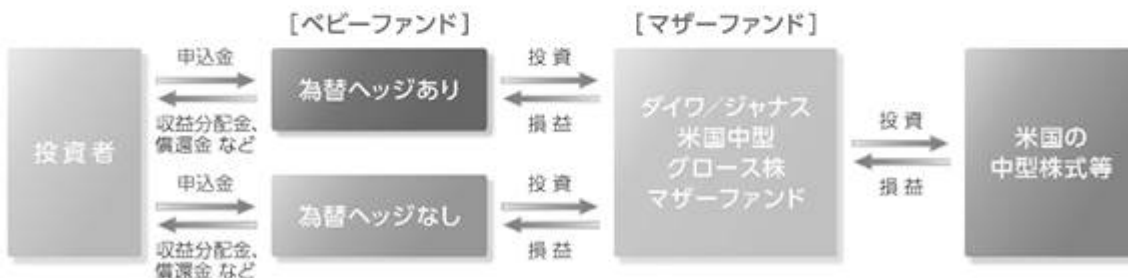 ［ベビーファンド］
［マザーファンド］
投資者
申込金
収益分配金、
償還金 など
為替ヘッジあり
投 資
損 益
申込金
収益分配金、
償還金 など
為替ヘッジなし
投 資
損 益
ダイワ／ジャナス
米国中型
グロース株
マザーファンド
投 資
損 益
米国の
中型株式等